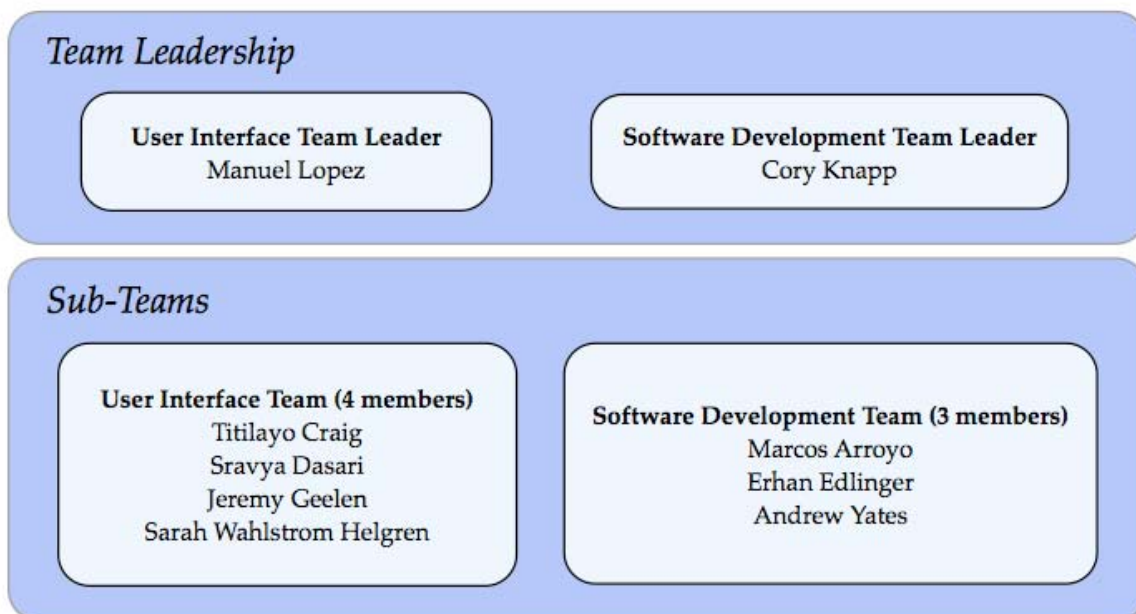 Team Leadership
User Interface Team Leader
Manuel Lopez
Software Development Team Leader
Cory Knapp
Sub-Teams
User Interface Team (4 members)
Titilayo Craig
Sravya Dasari
Jeremy Geelen
Sarah Wahlstrom Helgren
Software Development Team (3 members)
Marcos Arroyo
Erhan Edlinger
Andrew Yates